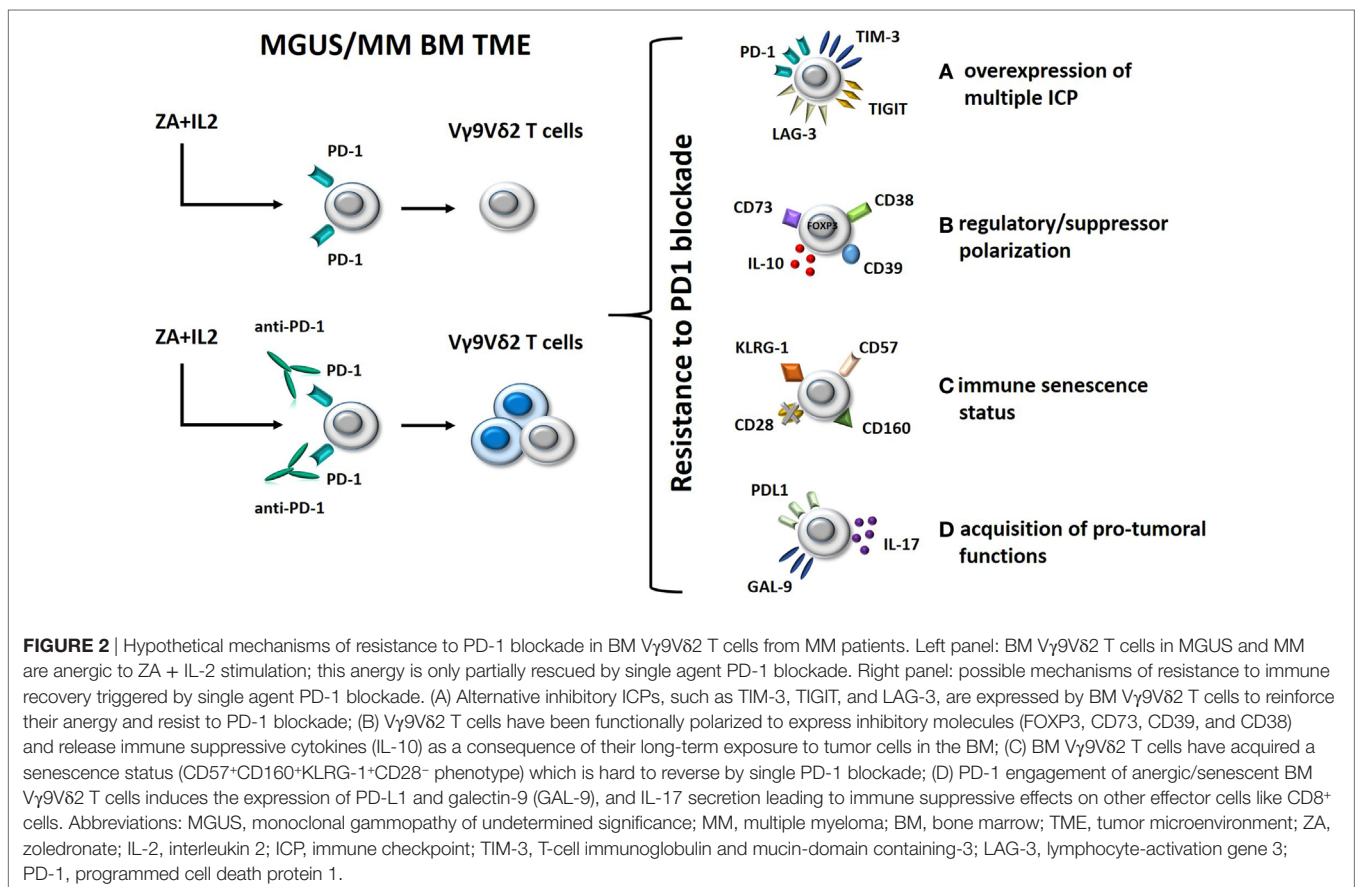 MGUS/MM BM TME
ZA+IL2
PD-1
PD-1
Vγ9Vδ2 T cells
ZA+IL2
anti-PD-1
PD-1
PD-1
anti-PD-1
Vγ9Vδ2 T cells
Resistance to PD1 blockade
PD-1
TIM-3
TIGIT
LAG-3
A overexpression of
multiple ICP
CD73
CD38
FOXP3
IL-10
CD39
B regulatory/suppressor
polarization
KLRG-1
CD57
CD28
CD160
C immune senescence
status
PDL1
IL-17
GAL-9
D acquisition of pro-tumoral
functions
FIGURE 2 | Hypothetical mechanisms of resistance to PD-1 blockade in BM Vγ9Vδ2 T cells from MM patients. Left panel: BM Vγ9Vδ2 T cells in MGUS and MM
are anergic to ZA + IL-2 stimulation; this anergy is only partially rescued by single agent PD-1 blockade. Right panel: possible mechanisms of resistance to immune
recovery triggered by single agent PD-1 blockade. (A) Alternative inhibitory ICPs, such as TIM-3, TIGIT, and LAG-3, are expressed by BM Vγ9Vδ2 T cells to reinforce
their anergy and resist to PD-1 blockade; (B) Vγ9Vδ2 T cells have been functionally polarized to express inhibitory molecules (FOXP3, CD73, CD39, and CD38)
and release immune suppressive cytokines (IL-10) as a consequence of their long-term exposure to tumor cells in the BM; (C) BM Vγ9Vδ2 T cells have acquired a
senescence status (CD57⁺CD160⁺KLRG-1⁺CD28⁻ phenotype) which is hard to reverse by single PD-1 blockade; (D) PD-1 engagement of anergic/senescent BM
Vγ9Vδ2 T cells induces the expression of PD-L1 and galectin-9 (GAL-9), and IL-17 secretion leading to immune suppressive effects on other effector cells like CD8⁺
cells. Abbreviations: MGUS, monoclonal gammopathy of undetermined significance; MM, multiple myeloma; BM, bone marrow; TME, tumor microenvironment; ZA,
zoledronate; IL-2, interleukin 2; ICP, immune checkpoint; TIM-3, T-cell immunoglobulin and mucin-domain containing-3; LAG-3, lymphocyte-activation gene 3;
PD-1, programmed cell death protein 1.